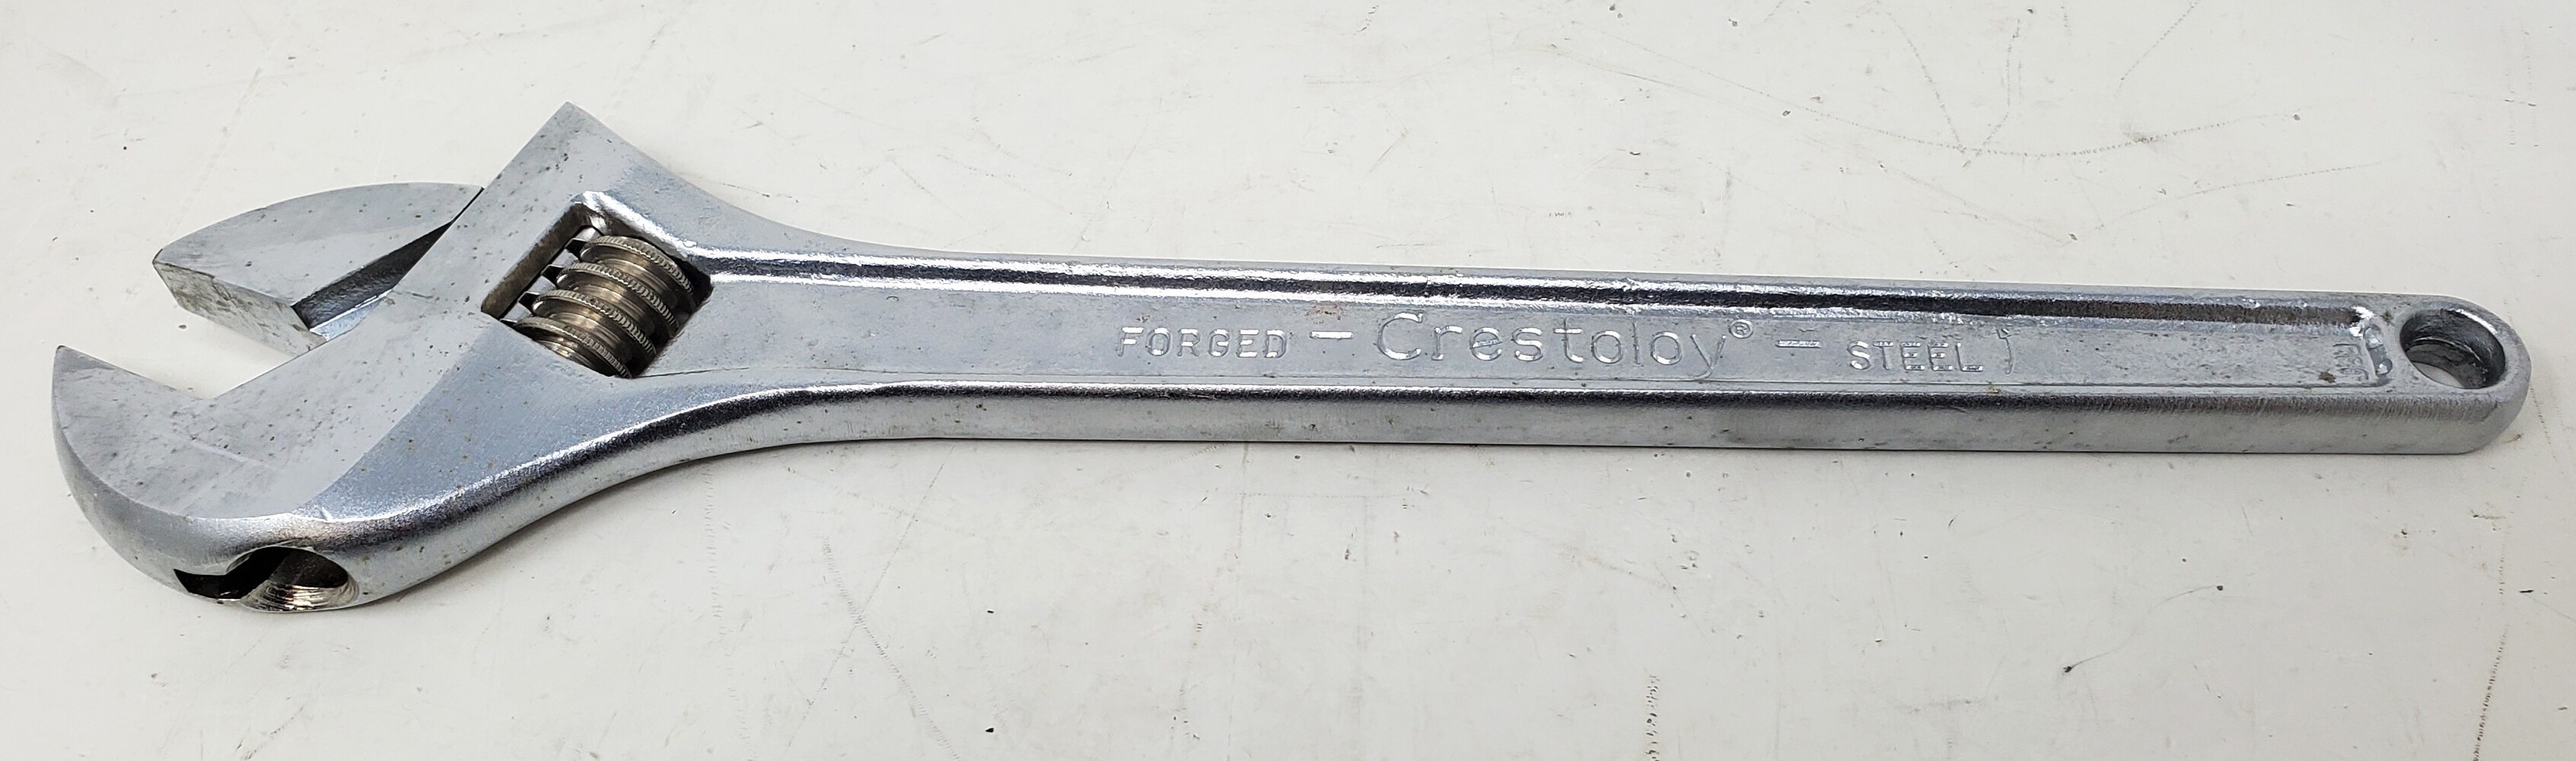 FORGED - Crestoloy® - STEEL